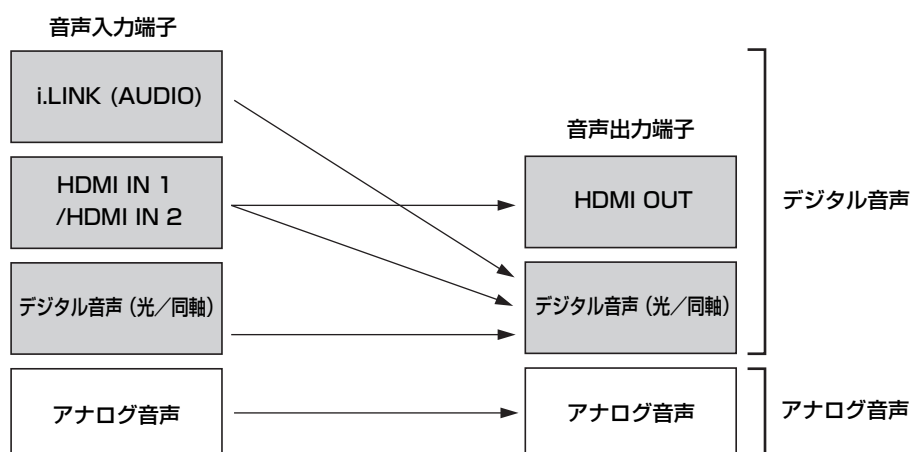 音声入力端子
i.LINK (AUDIO)
HDMI IN 1
/HDMI IN 2
デジタル音声（光／同軸）
アナログ音声
音声出力端子
HDMI OUT
デジタル音声（光／同軸）
アナログ音声
デジタル音声
アナログ音声